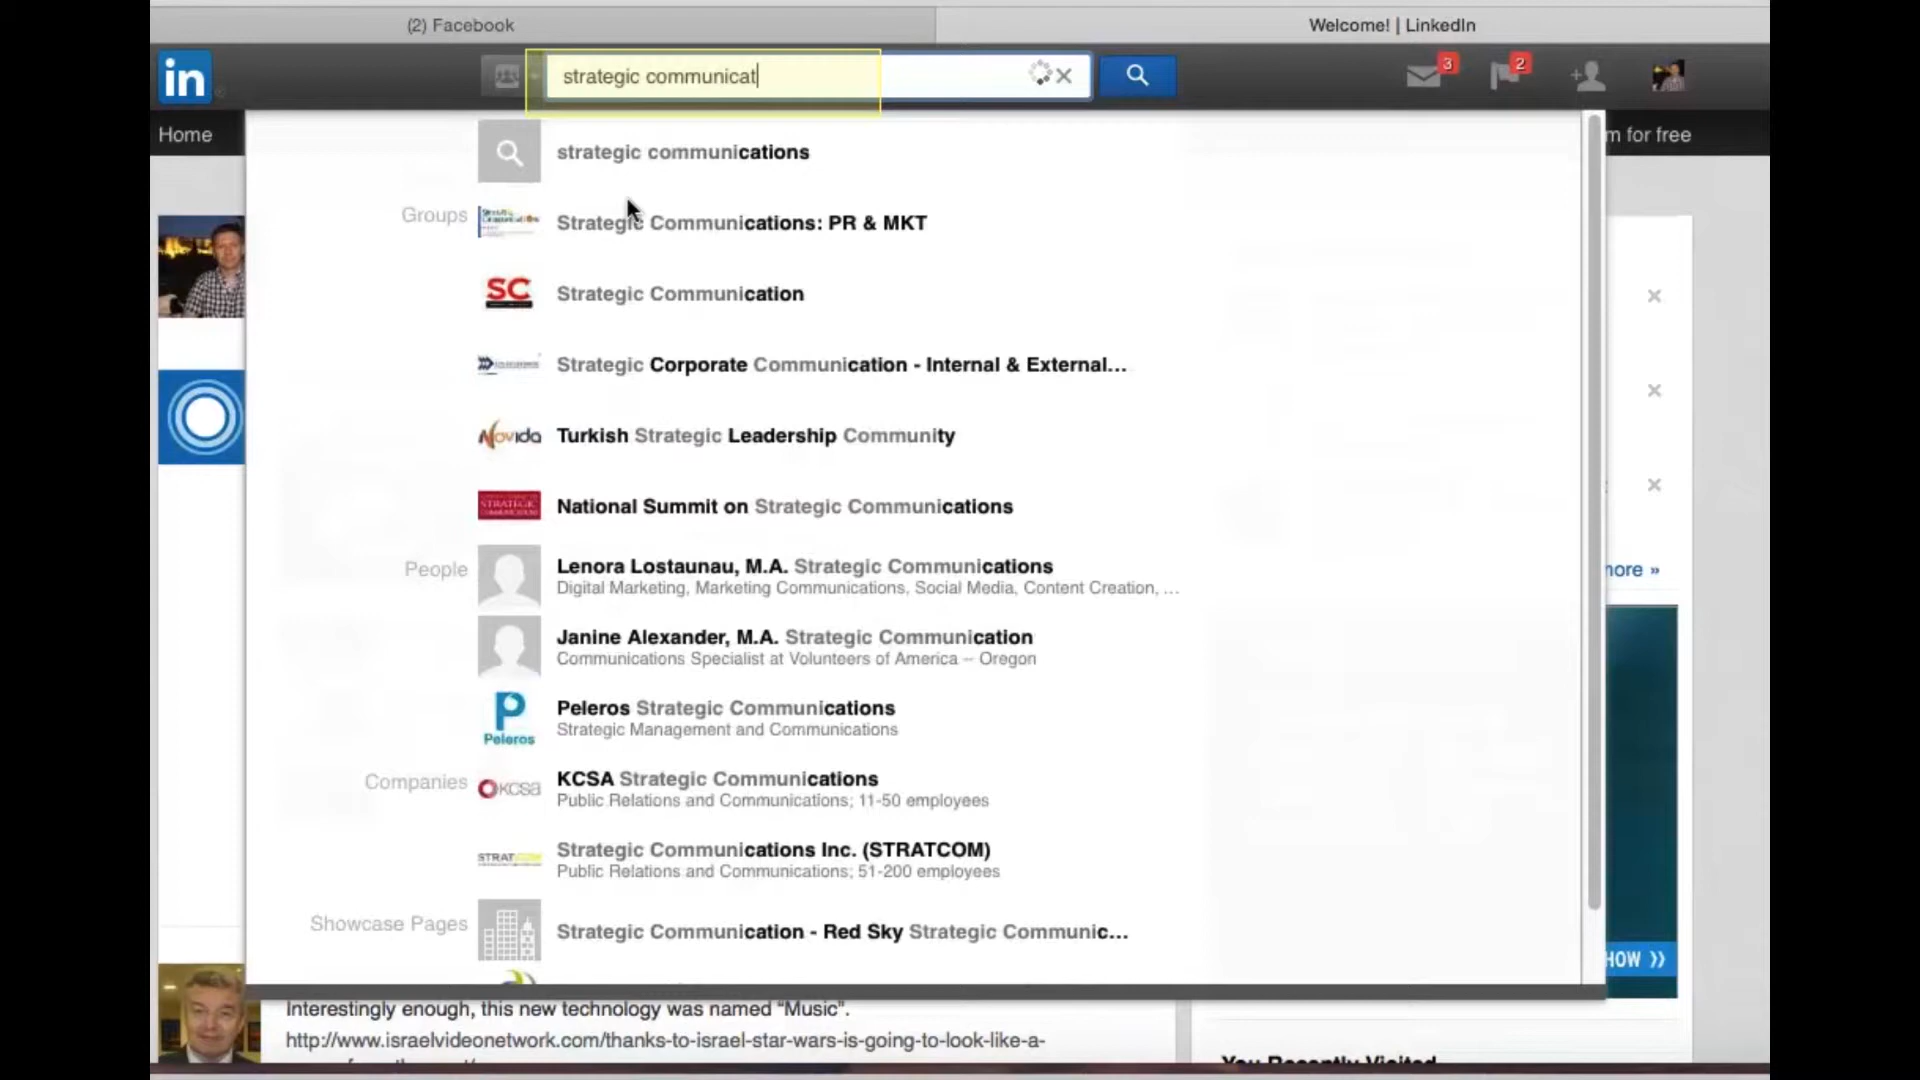 (2) Facebook
Welcome! | LinkedIn
in
strategic communicat
3
2
Home
m for free
strategic communications
Groups
Strategic Communications: PR & MKT
SC
Strategic Communication
Strategic Corporate Communication - Internal & External...
Novida
Turkish Strategic Leadership Community
STRATEGIC
National Summit on Strategic Communications
People
Lenora Lostaunau, M.A. Strategic Communications
Digital Marketing, Marketing Communications, Social Media, Content Creation, ...
more »
Janine Alexander, M.A. Strategic Communication
Communications Specialist at Volunteers of America – Oregon
P
Peleros
Peleros Strategic Communications
Strategic Management and Communications
Companies
KCSA
KCSA Strategic Communications
Public Relations and Communications; 11-50 employees
STRATCOM
Strategic Communications Inc. (STRATCOM)
Public Relations and Communications; 51-200 employees
Showcase Pages
Strategic Communication - Red Sky Strategic Communic...
HOW
Interestingly enough, this new technology was named “Music”.
http://www.israelvideonetwork.com/thanks-to-israel-star-wars-is-going-to-look-like-a-
You Recently Visited